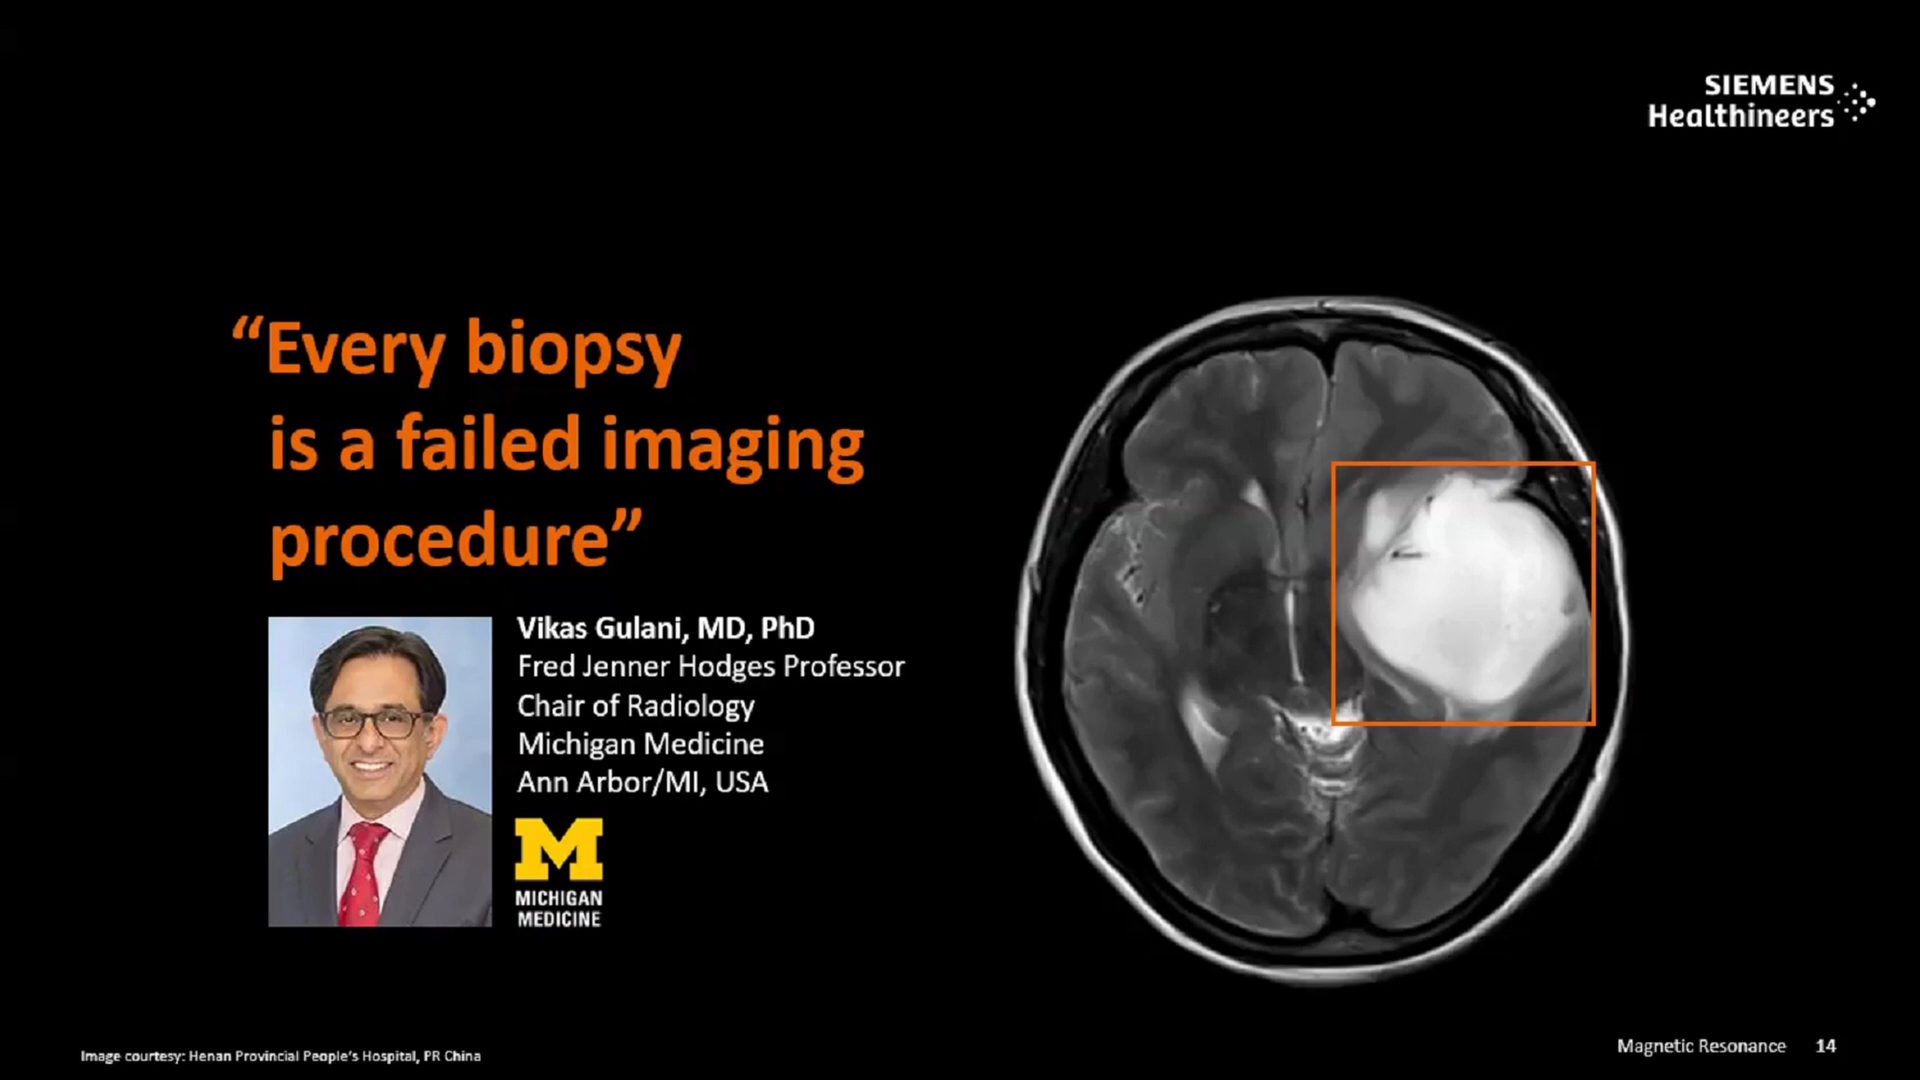 SIEMENS
Healthineers
“Every biopsy
is a failed imaging
procedure”
Vikas Gulani, MD, PhD
Fred Jenner Hodges Professor
Chair of Radiology
Michigan Medicine
Ann Arbor/MI, USA
M
MICHIGAN
MEDICINE
Image courtesy: Henan Provincial People’s Hospital, PR China
Magnetic Resonance 14